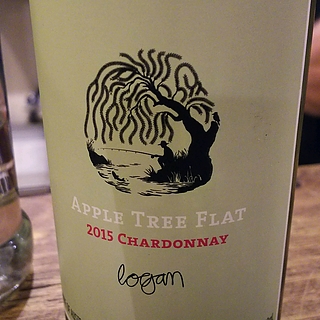 APPLE TREE FLAT
2015 CHARDONNAY
logan